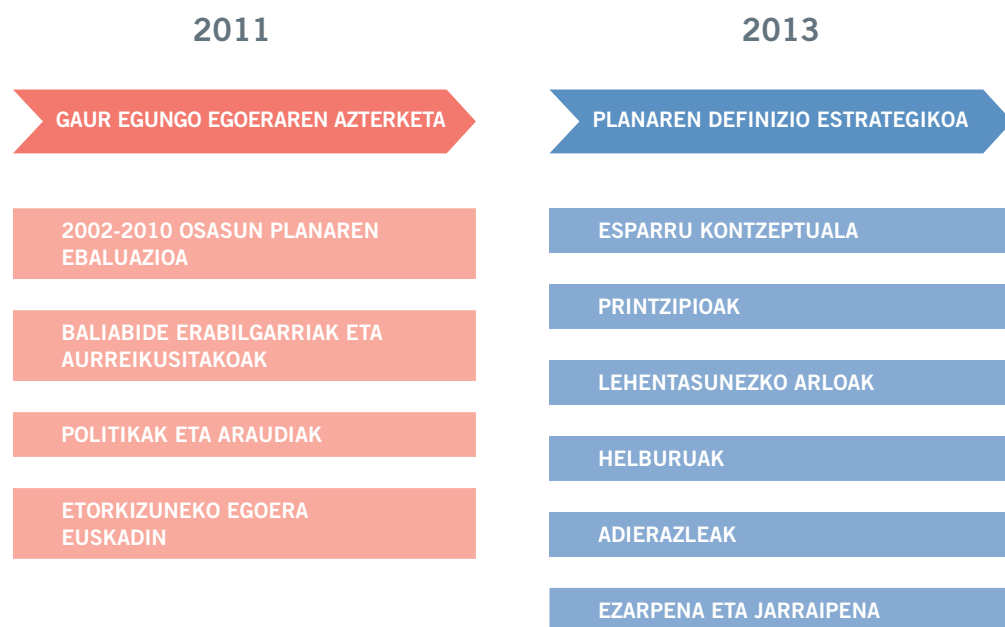 2011
GAUR EGUNGO EGOERAREN AZTERKETA
2002-2010 OSASUN PLANAREN
EBALUAZIOA
BALIABIDE ERABILGARRIAK ETA
AURREIKUSITAKOAK
POLITIKAK ETA ARAUDIAK
ETORKIZUNEKO EGOERA
EUSKADIN
2013
PLANAREN DEFINIZIO ESTRATEGIKOA
ESPARRU KONTZEPTUALA
PRINTZIPIOAK
LEHENTASUNEZKO ARLOAK
HELBURUAK
ADIERAZLEAK
EZARPENA ETA JARRAIPENA